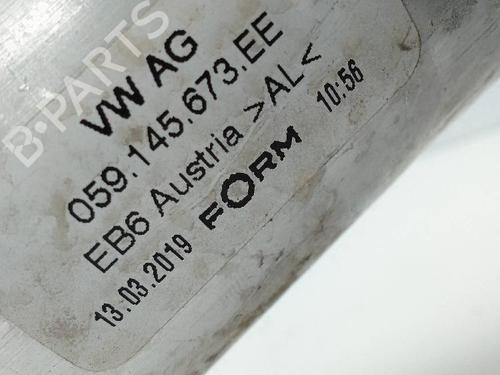 B-PARTS
VW AG
059.145.673.EE
EB6 Austria >AL<
13.03.2019 FORM 10:56